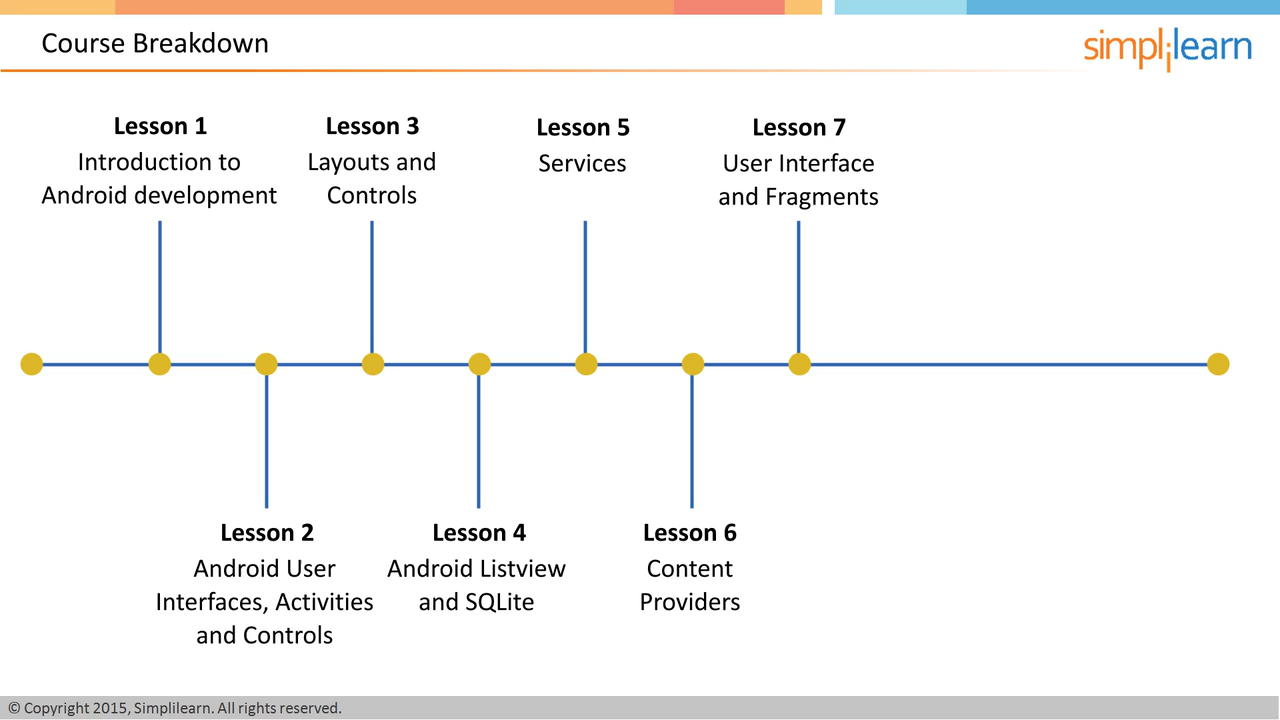 Course Breakdown
simplilearn
Lesson 1
Introduction to
Android development
Lesson 3
Layouts and
Controls
Lesson 5
Services
Lesson 7
User Interface
and Fragments
Lesson 2
Android User
Interfaces, Activities
and Controls
Lesson 4
Android Listview
and SQLite
Lesson 6
Content
Providers
© Copyright 2015, Simplilearn. All rights reserved.